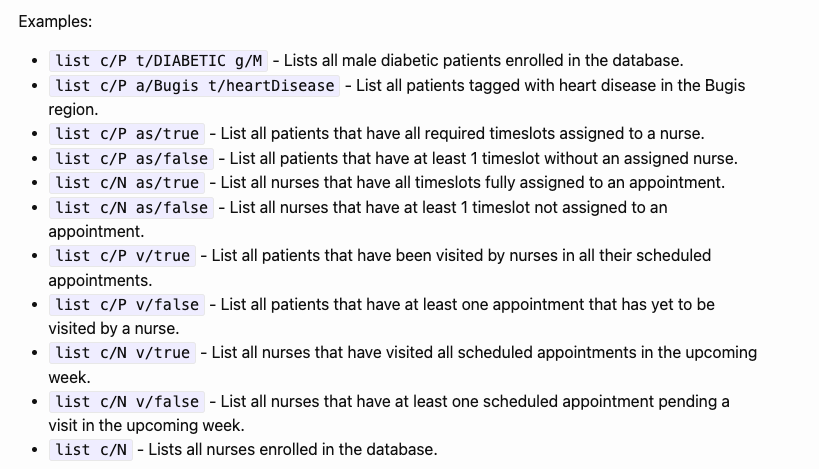 Examples:
• list c/P t/DIABETIC g/M - Lists all male diabetic patients enrolled in the database.
• list c/P a/Bugis t/heartDisease - List all patients tagged with heart disease in the Bugis
region.
• list c/P as/true - List all patients that have all required timeslots assigned to a nurse.
• list c/P as/false - List all patients that have at least 1 timeslot without an assigned nurse.
• list c/N as/true - List all nurses that have all timeslots fully assigned to an appointment.
• list c/N as/false - List all nurses that have at least 1 timeslot not assigned to an
appointment.
• list c/P v/true - List all patients that have been visited by nurses in all their scheduled
appointments.
• list c/P v/false - List all patients that have at least one appointment that has yet to be
visited by a nurse.
• list c/N v/true - List all nurses that have visited all scheduled appointments in the upcoming
week.
• list c/N v/false - List all nurses that have at least one scheduled appointment pending a
visit in the upcoming week.
• list c/N - Lists all nurses enrolled in the database.